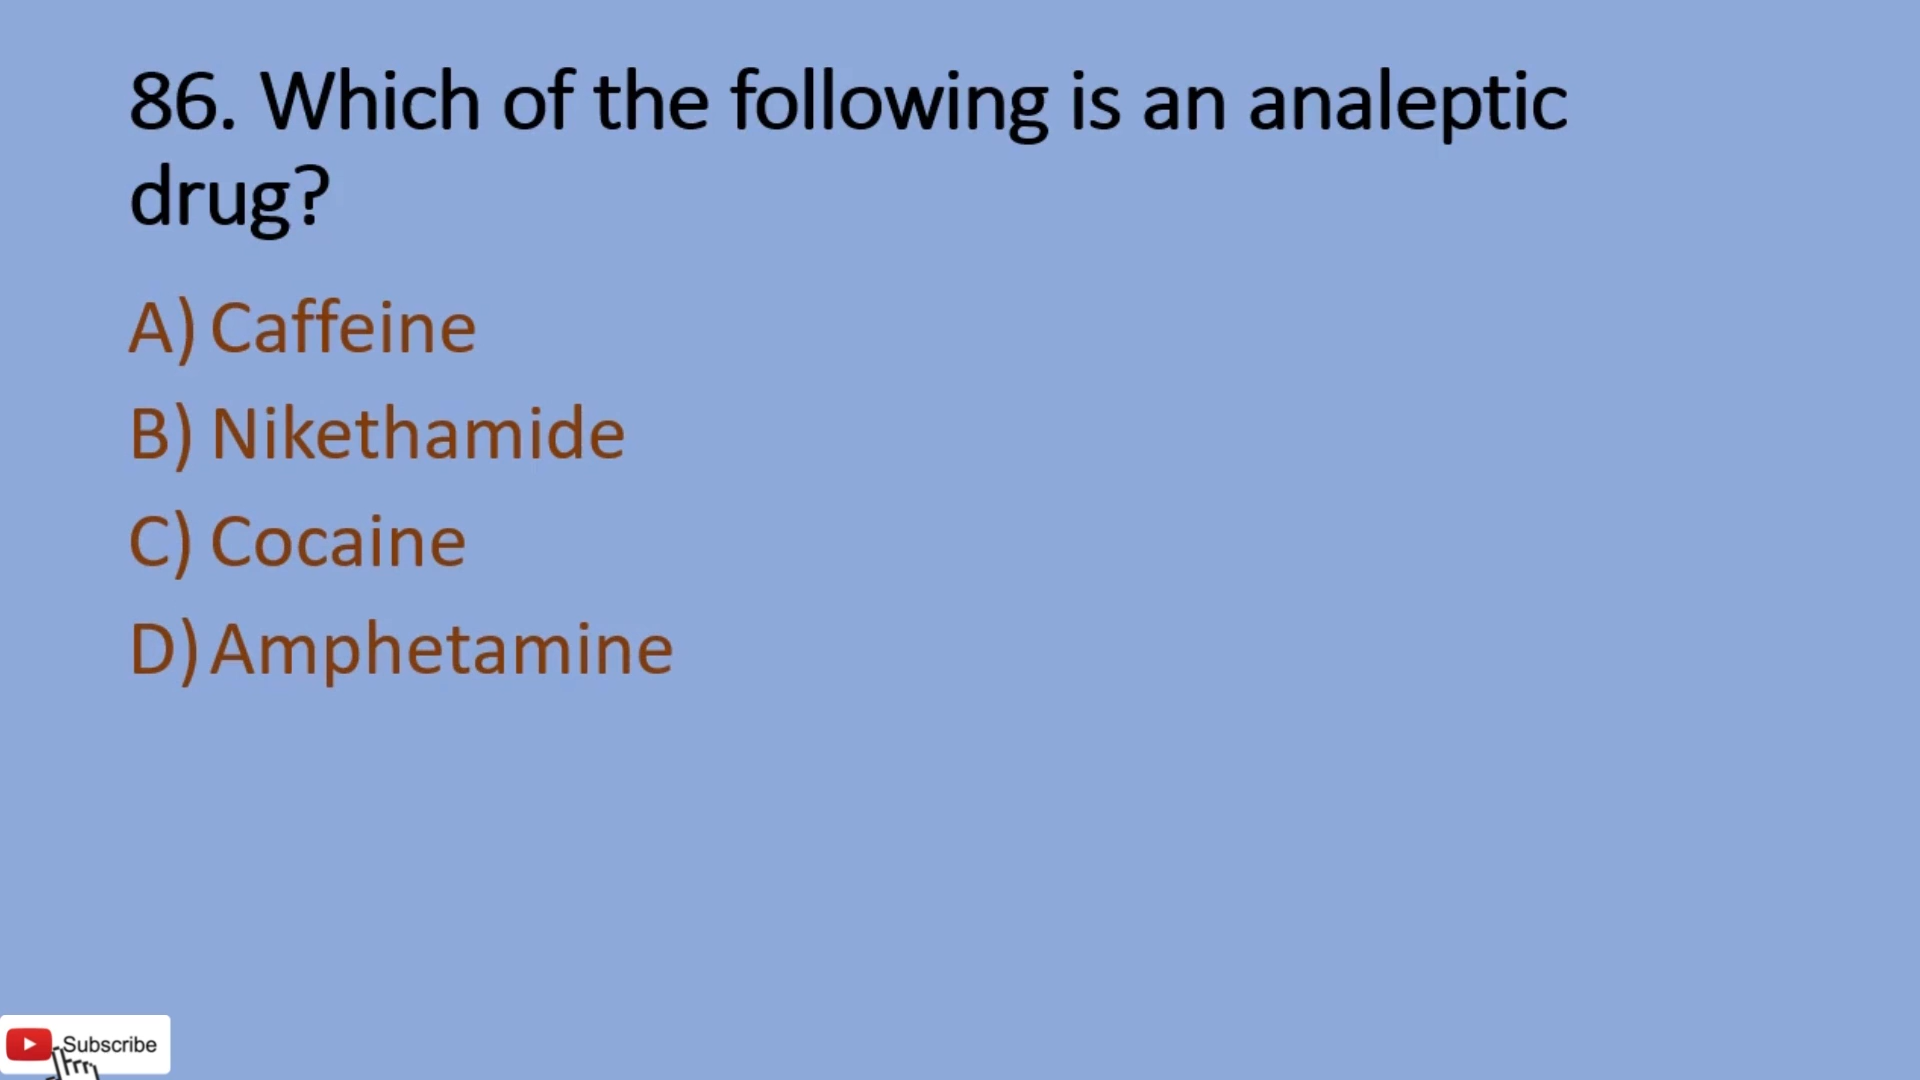 86. Which of the following is an analeptic
drug?
A) Caffeine
B) Nikethamide
C) Cocaine
D) Amphetamine
Subscribe